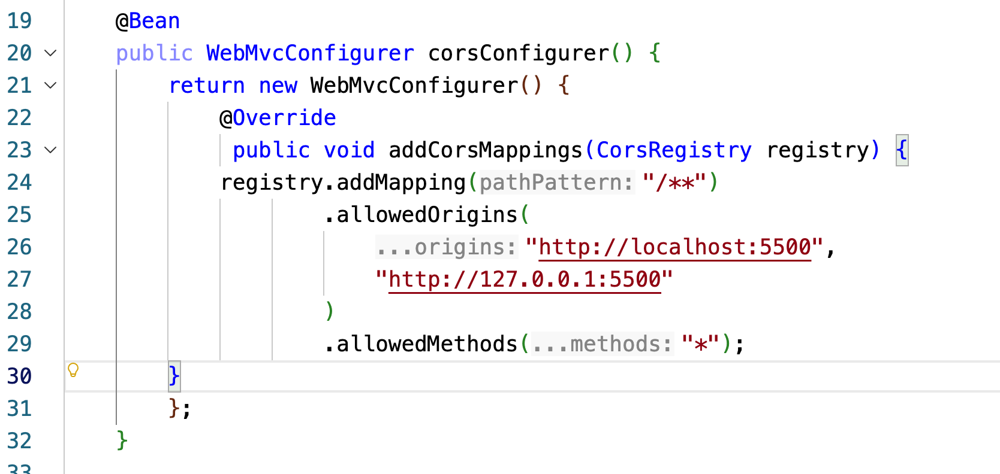 19 @Bean
20 public WebMvcConfigurer corsConfigurer() {
21 return new WebMvcConfigurer() {
22 @Override
23 public void addCorsMappings(CorsRegistry registry) {
24 registry.addMapping(pathPattern: "/**")
25 .allowedOrigins(
26 ...origins: "http://localhost:5500",
27 "http://127.0.0.1:5500"
28 )
29 .allowedMethods(...methods: "*");
30 }
31 };
32 }
33